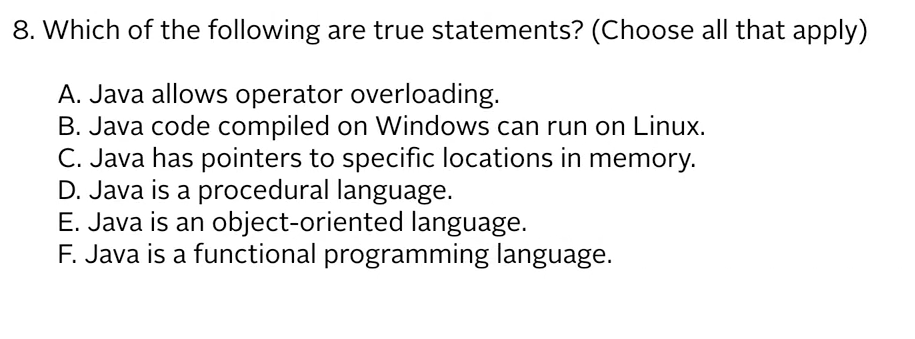 8. Which of the following are true statements? (Choose all that apply)
A. Java allows operator overloading.
B. Java code compiled on Windows can run on Linux.
C. Java has pointers to specific locations in memory.
D. Java is a procedural language.
E. Java is an object-oriented language.
F. Java is a functional programming language.